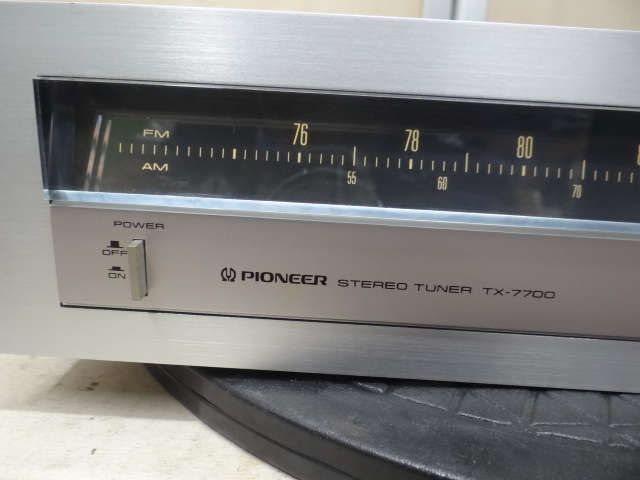 FM 76 78 80
AM 55 60 70
POWER
OFF
ON
PIONEER STEREO TUNER TX-7700